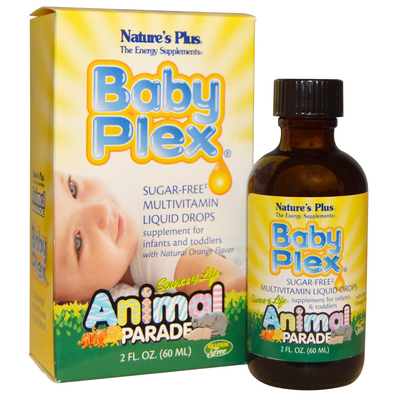 Nature's Plus®
The Energy Supplements®
Baby
Plex®
SUGAR-FREE‡
MULTIVITAMIN
LIQUID DROPS
supplement for
infants and toddlers
with Natural Orange Flavor
Source of Life®
Animal
PARADE®
2 FL. OZ. (60 ML)
GLUTEN
Free
Nature's Plus®
The Energy Supplements®
Baby
Plex®
SUGAR-FREE‡
MULTIVITAMIN LIQUID DROPS
Source of Life®
supplement for infants
& toddlers
Animal
PARADE
2 FL. OZ. (60 ML)